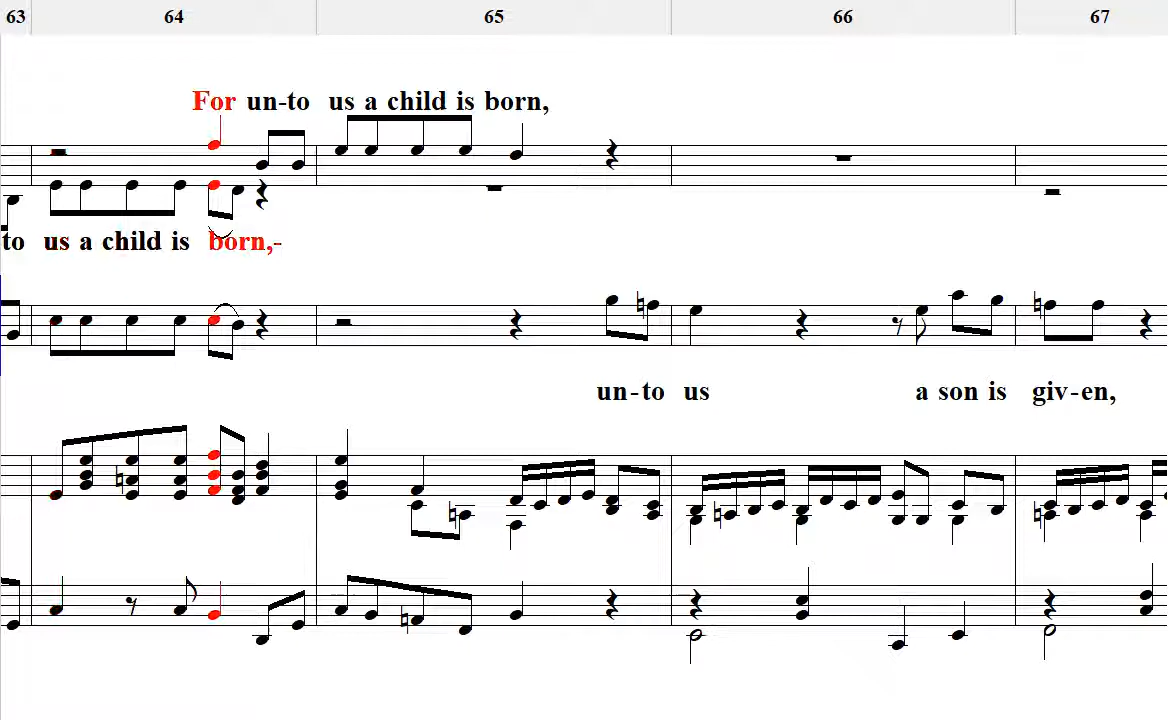 63 64 65 66 67
For un-to us a child is born,
to us a child is born,-
un-to us a son is giv-en,